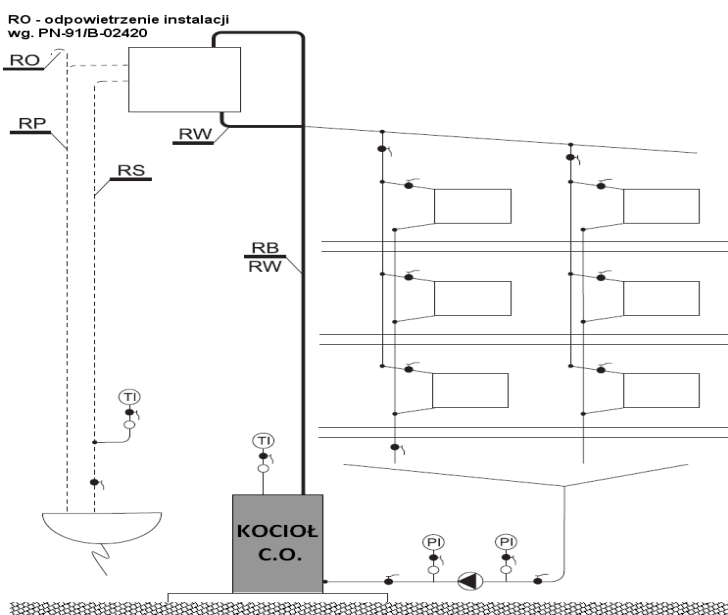 RO - odpowietrzenie instalacji
wg. PN-91/B-02420
RO
RP
RW
RS
RB
RW
TI
TI
KOCIOŁ
C.O.
PI
PI